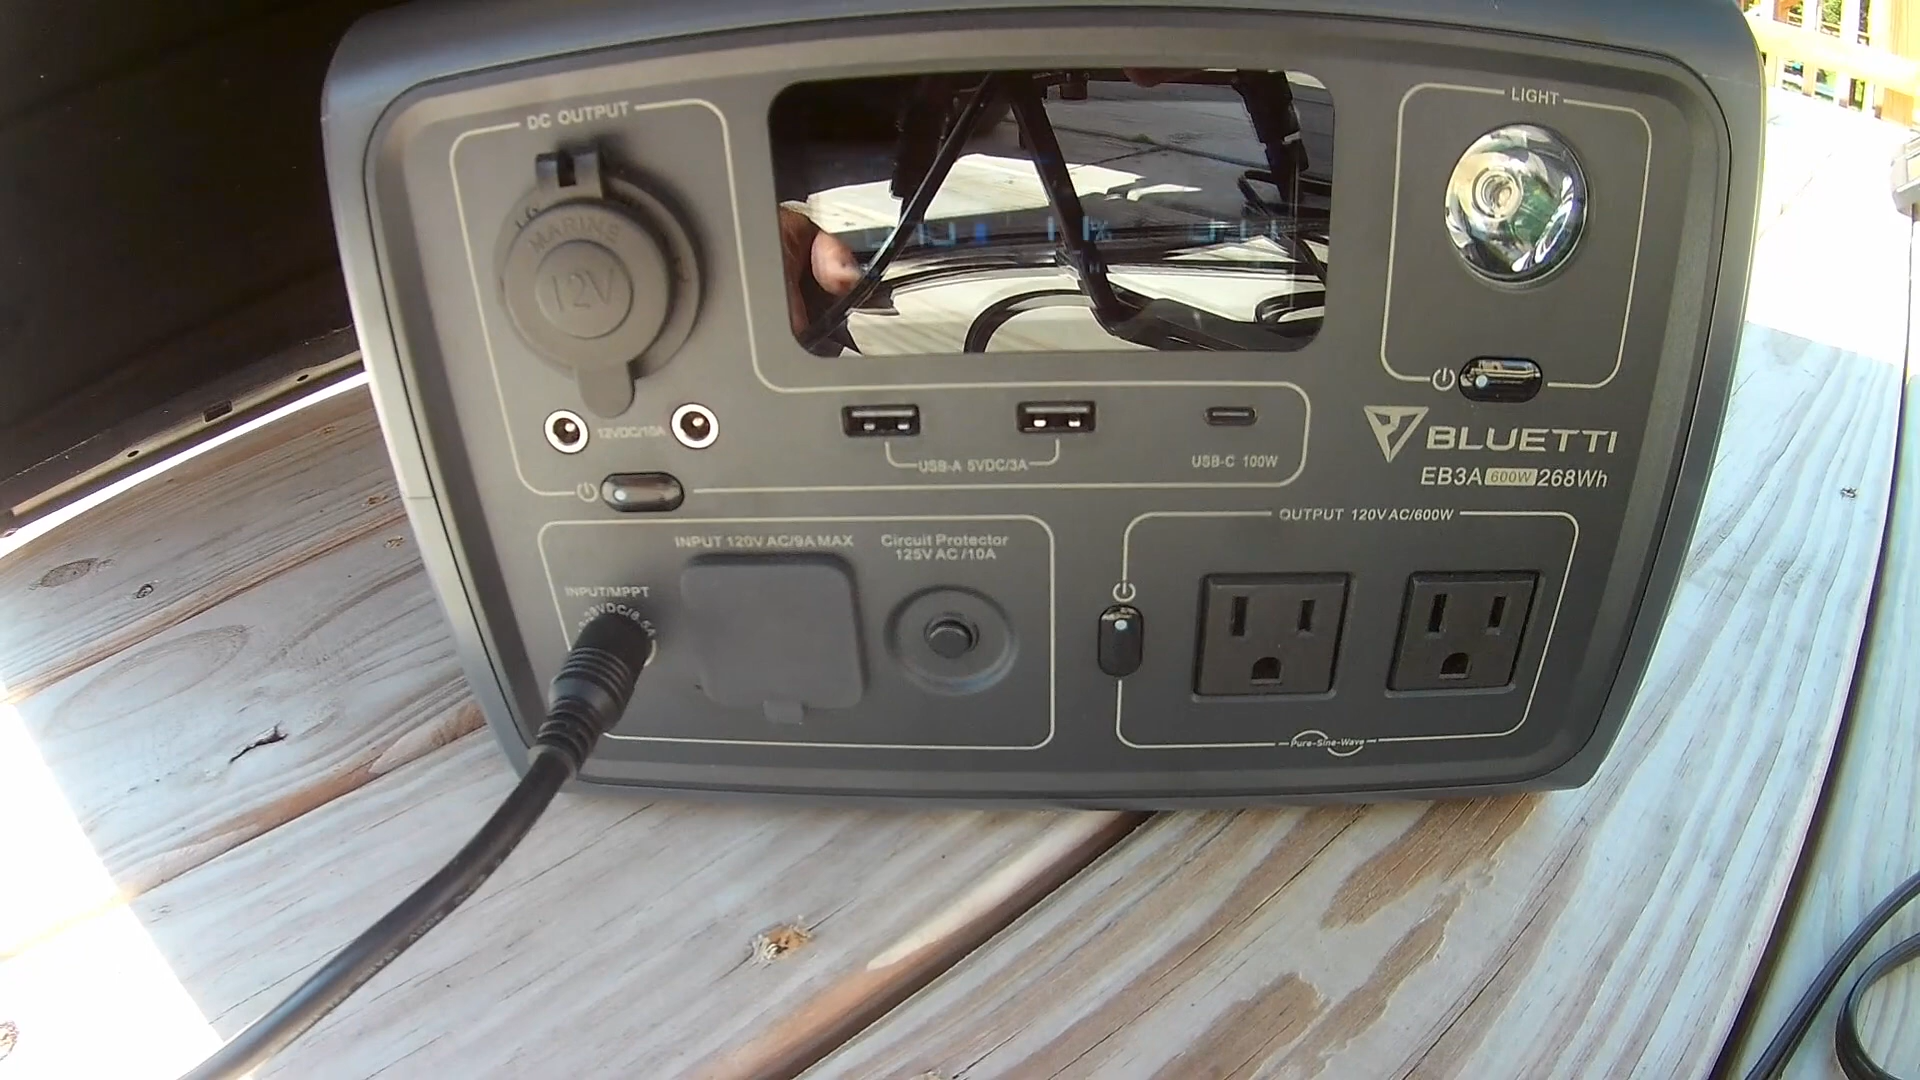 DC OUTPUT
MARINE
12V
12VDC/10A
USB-A 5VDC/3A
USB-C 100W
LIGHT
BLUETTI
EB3A 600W 268Wh
INPUT 120V AC/9A MAX
Circuit Protector
125V AC /10A
INPUT/MPPT
OUTPUT 120V AC/600W
Pure-Sine-Wave